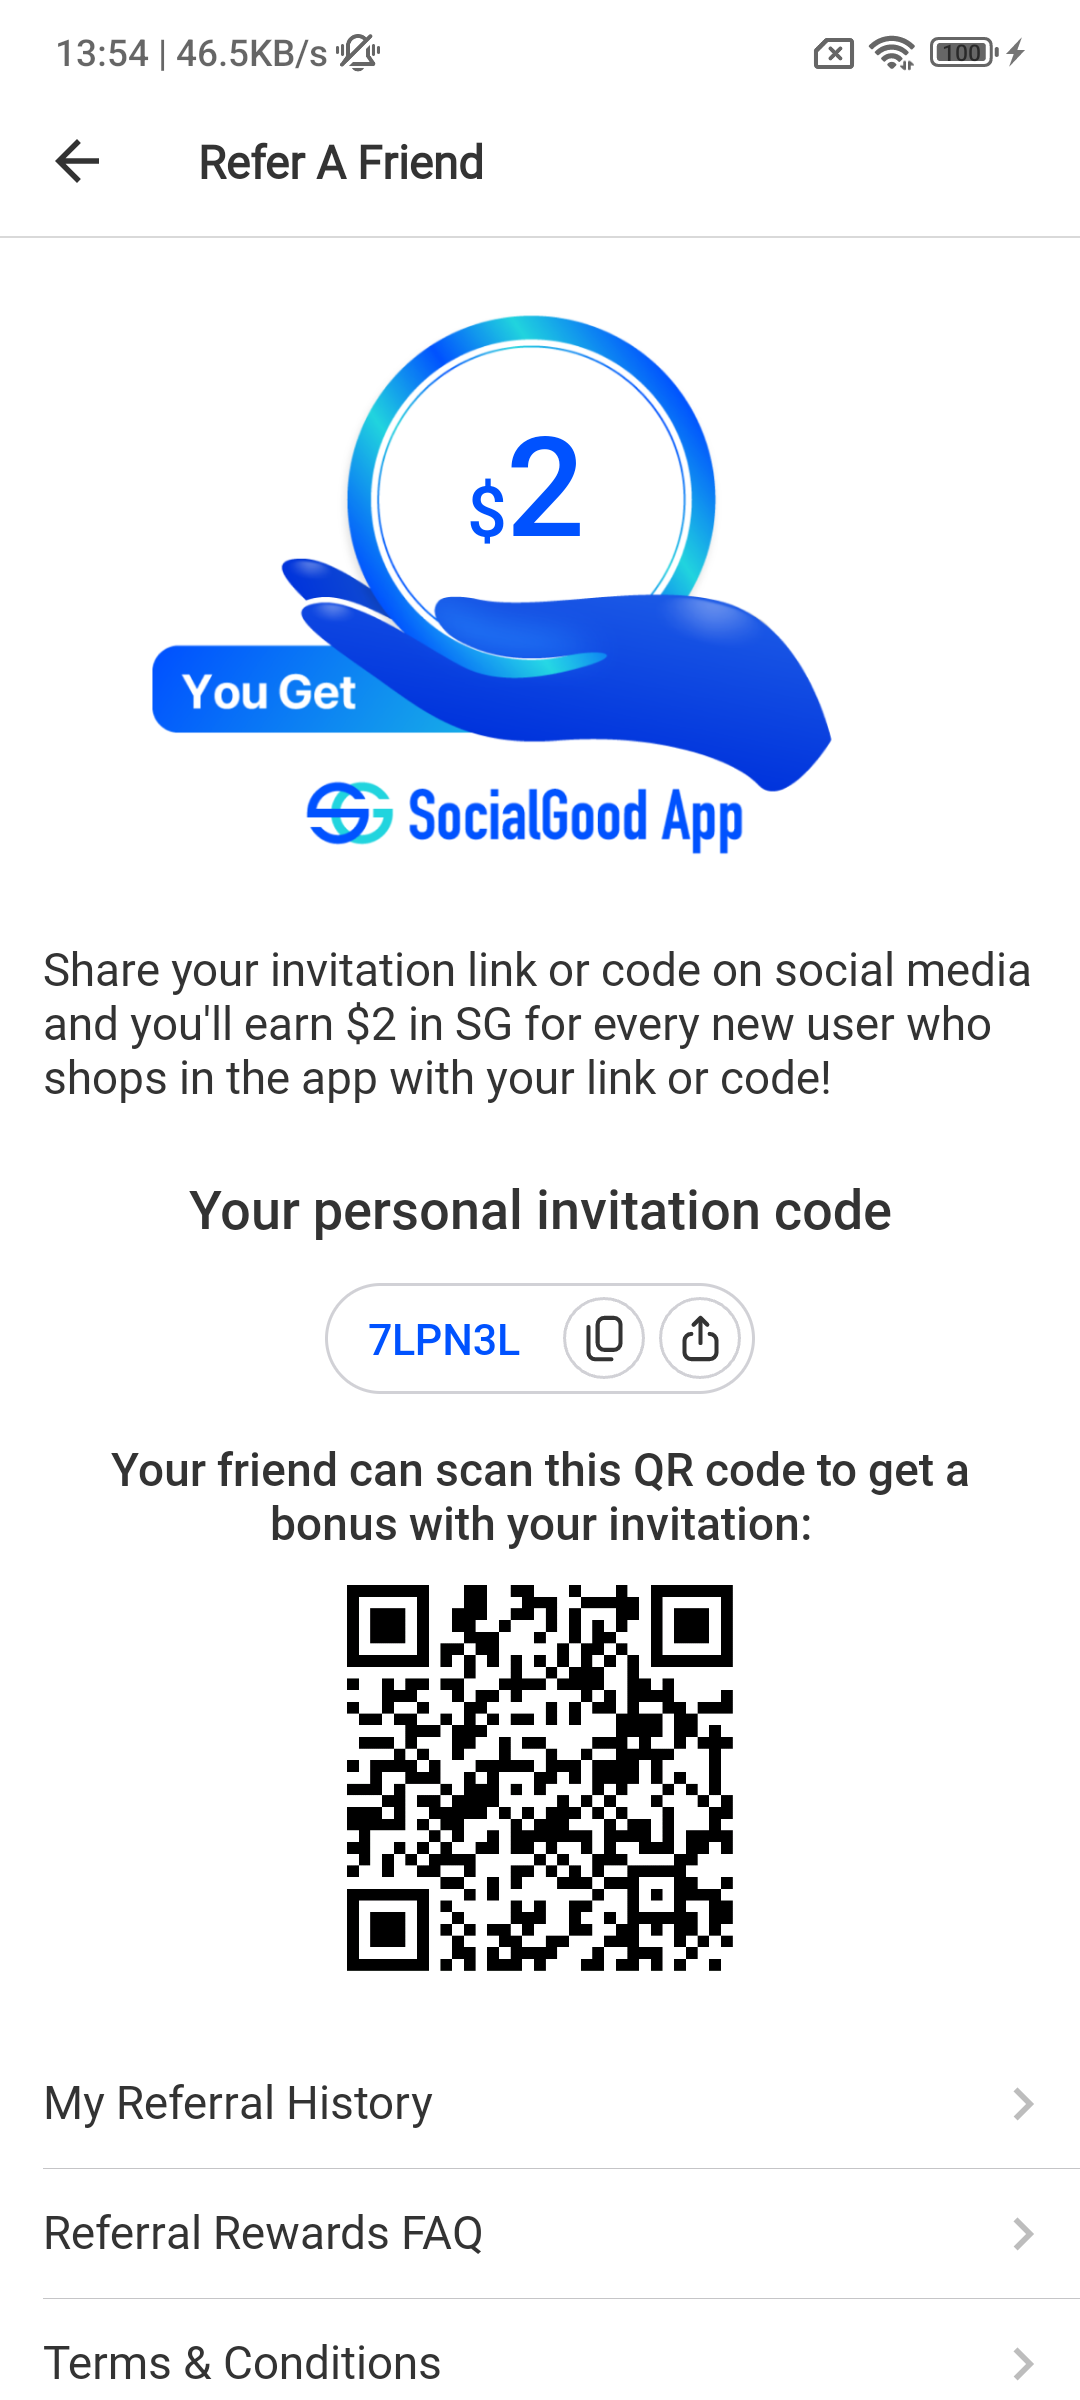 13:54 | 46.5KB/s
100
Refer A Friend
$2
You Get
SG SocialGood App
Share your invitation link or code on social media
and you'll earn $2 in SG for every new user who
shops in the app with your link or code!
Your personal invitation code
7LPN3L
Your friend can scan this QR code to get a
bonus with your invitation:
My Referral History
Referral Rewards FAQ
Terms & Conditions